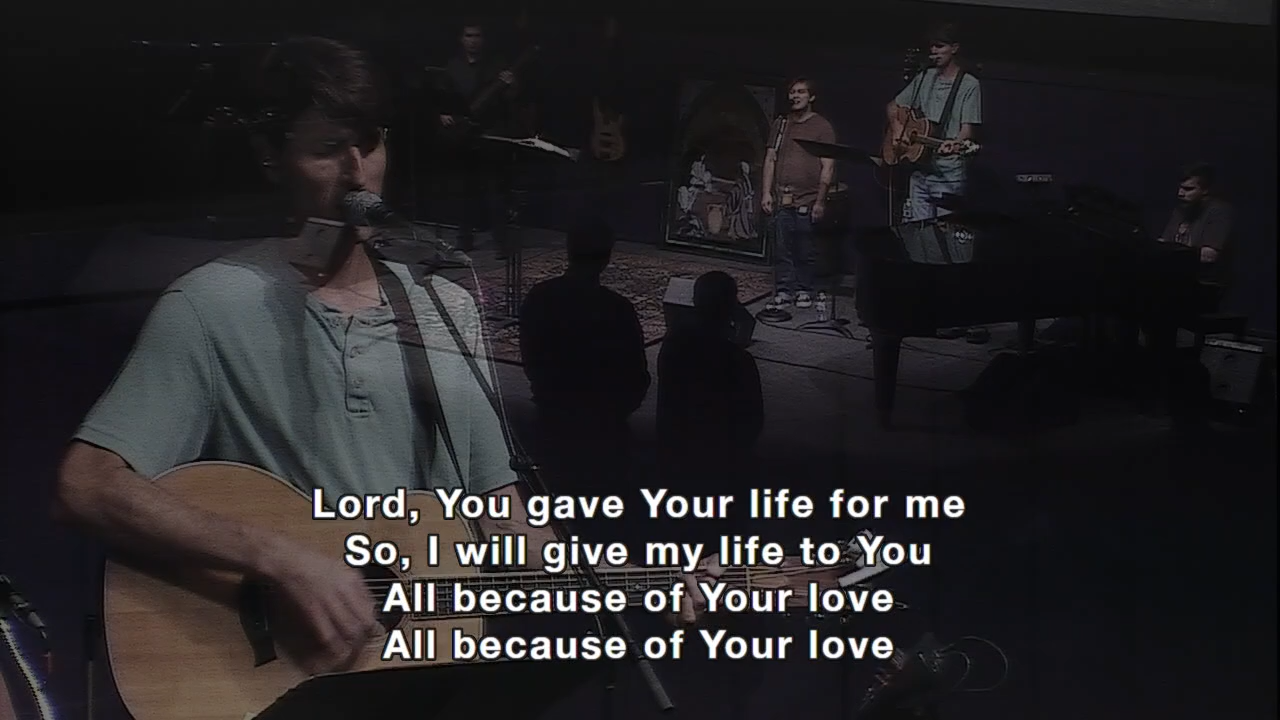 Lord, You gave Your life for me
So, I will give my life to You
All because of Your love
All because of Your love